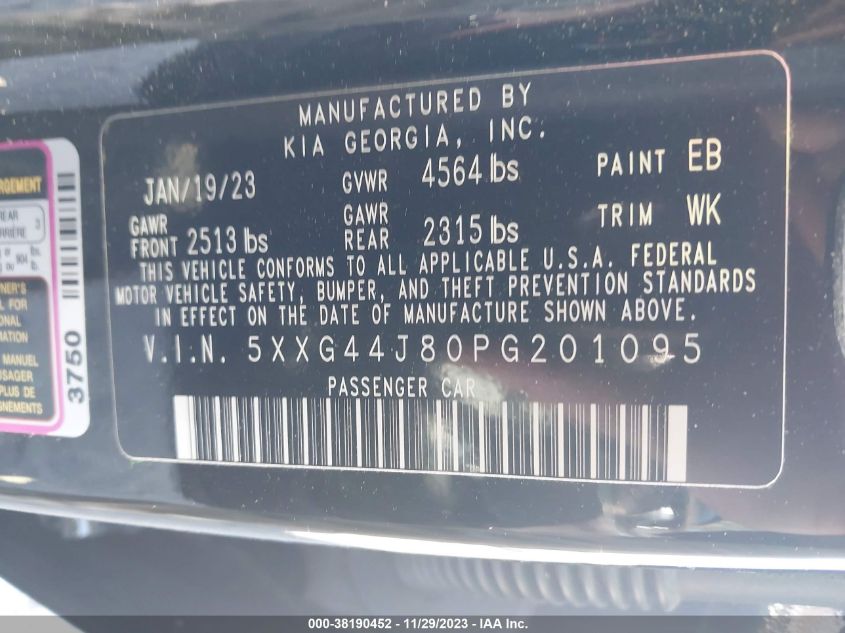 MANUFACTURED BY
KIA GEORGIA, INC.
JAN/19/23 GVWR 4564 lbs PAINT EB
GAWR FRONT 2513 lbs GAWR REAR 2315 lbs TRIM WK
THIS VEHICLE CONFORMS TO ALL APPLICABLE U.S.A. FEDERAL
MOTOR VEHICLE SAFETY, BUMPER, AND THEFT PREVENTION STANDARDS
IN EFFECT ON THE DATE OF MANUFACTURE SHOWN ABOVE.
V.I.N. 5XXG44J80PG201095
PASSENGER CAR
3750
MANUEL
PLUS DE
000-38190452 - 11/29/2023 - IAA Inc.